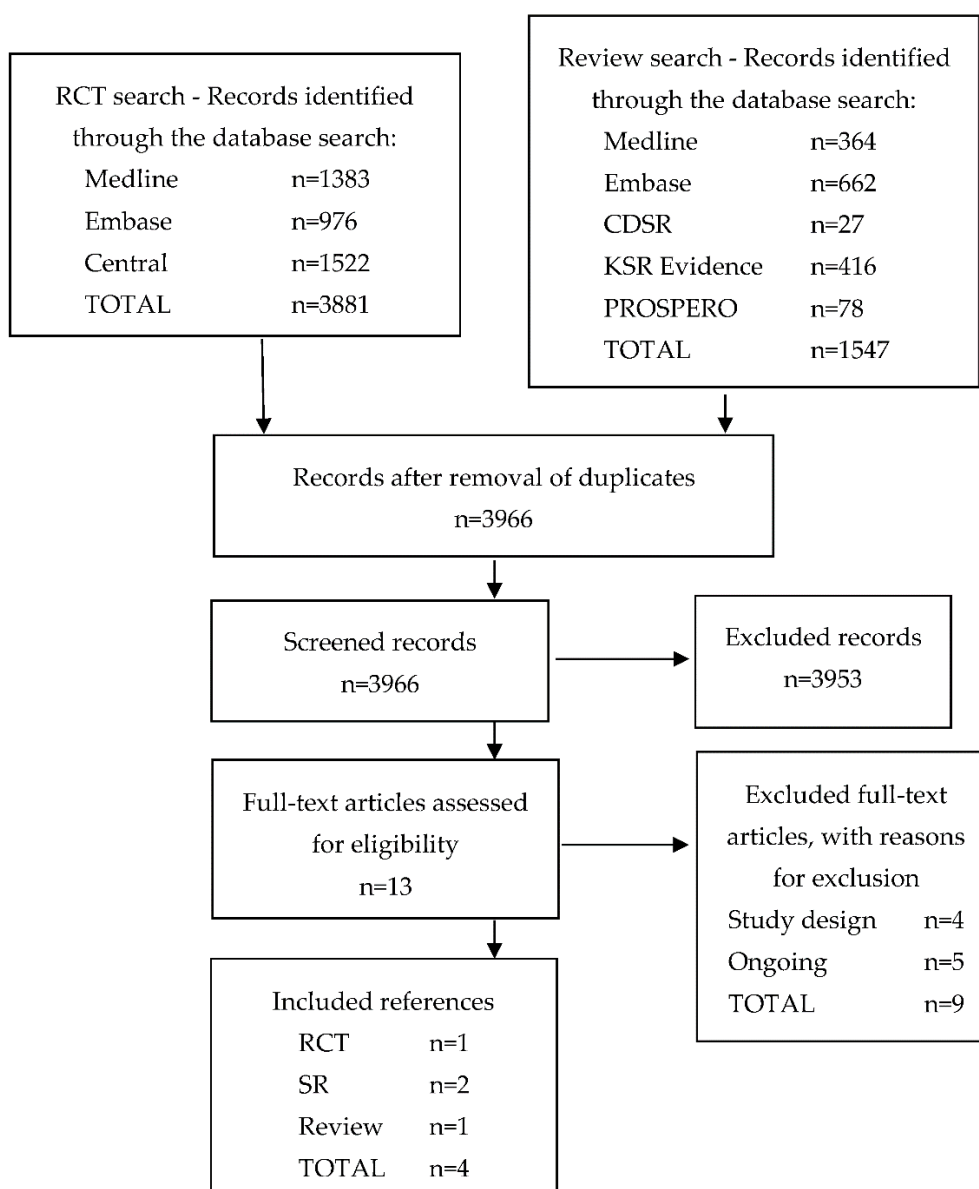 RCT search - Records identified
through the database search:
Medline n=1383
Embase n=976
Central n=1522
TOTAL n=3881
Review search - Records identified
through the database search:
Medline n=364
Embase n=662
CDSR n=27
KSR Evidence n=416
PROSPERO n=78
TOTAL n=1547
Records after removal of duplicates
n=3966
Screened records
n=3966
Excluded records
n=3953
Full-text articles assessed
for eligibility
n=13
Excluded full-text
articles, with reasons
for exclusion
Study design n=4
Ongoing n=5
TOTAL n=9
Included references
RCT n=1
SR n=2
Review n=1
TOTAL n=4